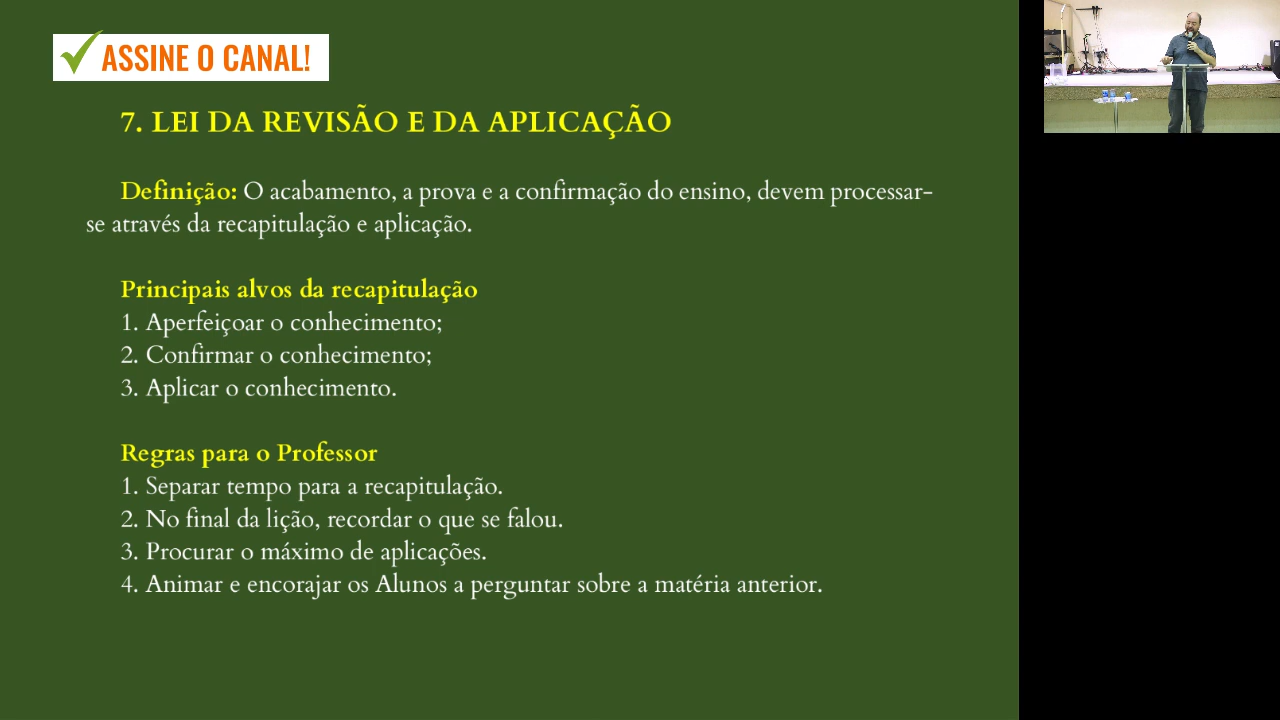 ASSINE O CANAL!
7. LEI DA REVISÃO E DA APLICAÇÃO
Definição: O acabamento, a prova e a confirmação do ensino, devem processar-
se através da recapitulação e aplicação.
Principais alvos da recapitulação
1. Aperfeiçoar o conhecimento;
2. Confirmar o conhecimento;
3. Aplicar o conhecimento.
Regras para o Professor
1. Separar tempo para a recapitulação.
2. No final da lição, recordar o que se falou.
3. Procurar o máximo de aplicações.
4. Animar e encorajar os Alunos a perguntar sobre a matéria anterior.